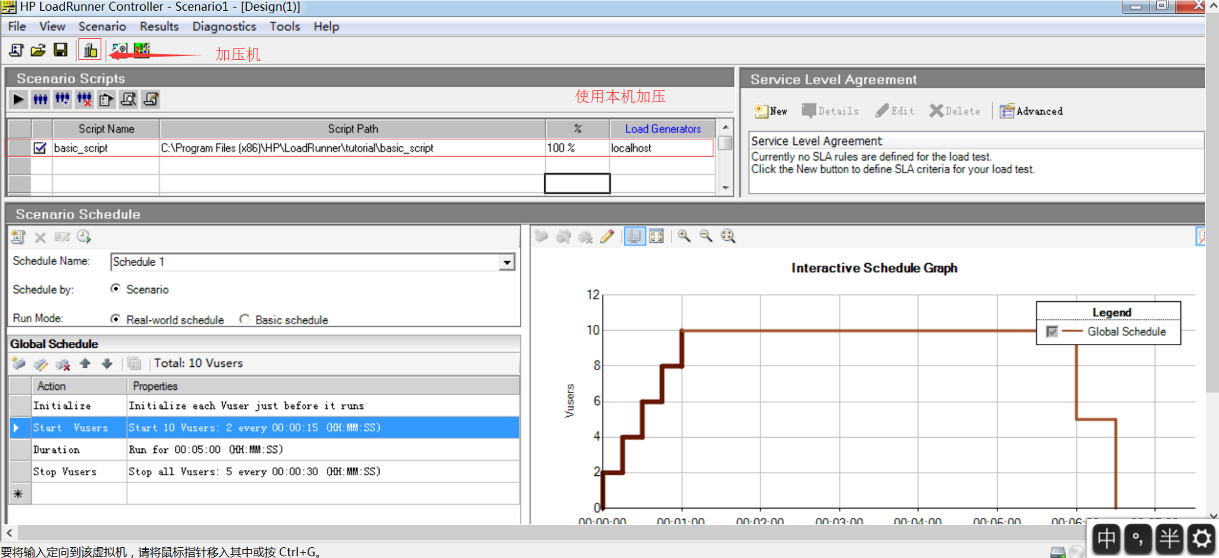 HP LoadRunner Controller - Scenario1 - [Design(1)]
File View Scenario Results Diagnostics Tools Help
加压机
Scenario Scripts
使用本机加压
Script Name Script Path % Load Generators
basic_script C:\Program Files (x86)\HP\LoadRunner\tutorial\basic_script 100 % localhost
Service Level Agreement
New Details Edit Delete Advanced
Service Level Agreement
Currently no SLA rules are defined for the load test.
Click the New button to define SLA criteria for your load test.
Scenario Schedule
Schedule Name: Schedule 1
Schedule by: Scenario
Run Mode: Real-world schedule Basic schedule
Global Schedule
Total: 10 Vusers
Action Properties
Initialize Initialize each Vuser just before it runs
Start Vusers Start 10 Vusers: 2 every 00:00:15 (HH:MM:SS)
Duration Run for 00:05:00 (HH:MM:SS)
Stop Vusers Stop all Vusers: 5 every 00:00:30 (HH:MM:SS)
*
Interactive Schedule Graph
Legend
Global Schedule
Vusers
12
10
8
6
4
2
0
00:00:00 00:01:00 00:02:00 00:03:00 00:04:00 00:05:00
中 °, 半
要将输入定向到该虚拟机，请将鼠标指针移入其中或按 Ctrl+G。